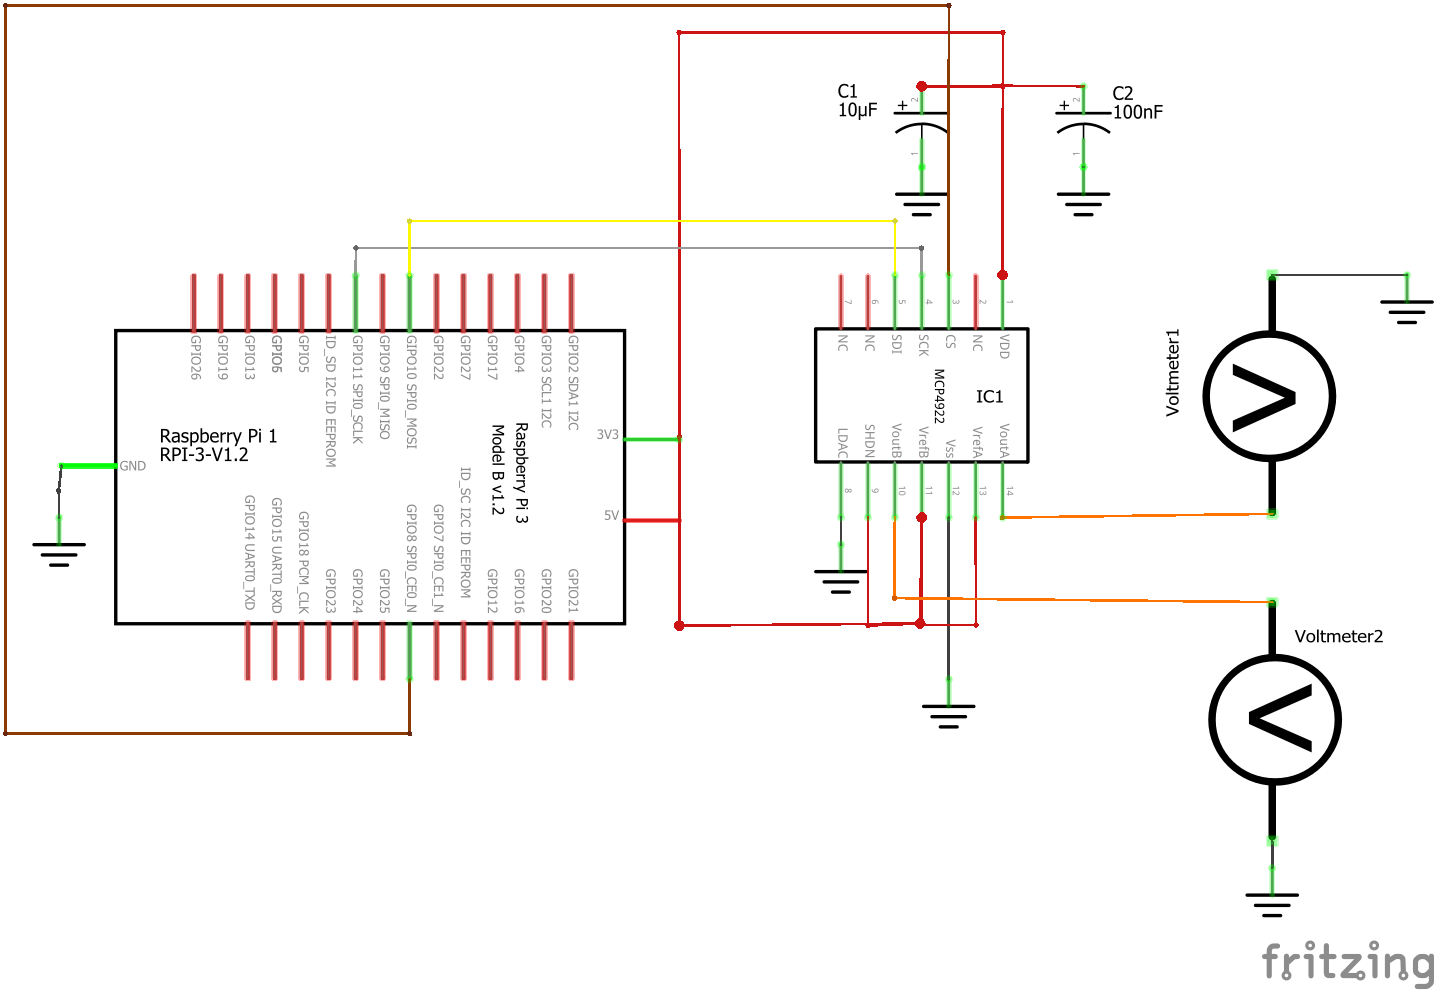 C1
10µF
+
2
1
C2
100nF
+
2
1
GPIO26
GPIO19
GPIO13
GPIO6
GPIO5
ID_SD I2C ID EEPROM
GPIO11 SPI0_SCLK
GPIO9 SPI0_MISO
GIPO10 SPI0_MOSI
GPIO22
GPIO27
GPIO17
GPIO4
GPIO3 SCL1 I2C
GPIO2 SDA1 I2C
Raspberry Pi 1
RPI-3-V1.2
GND
3V3
5V
Raspberry Pi 3
Model B v1.2
GPIO14 UART0_TXD
GPIO15 UART0_RXD
GPIO18 PCM_CLK
GPIO23
GPIO24
GPIO25
GPIO8 SPI0_CE0_N
GPIO7 SPI0_CE1_N
ID_SC I2C ID EEPROM
GPIO12
GPIO16
GPIO20
GPIO21
7
6
5
4
3
2
1
NC
NC
SDI
SCK
CS
NC
VDD
MCP4922
IC1
LDAC
SHDN
VoutB
VrefB
Vss
VrefA
VoutA
8
9
10
11
12
13
14
Voltmeter1
V
Voltmeter2
V
fritzing